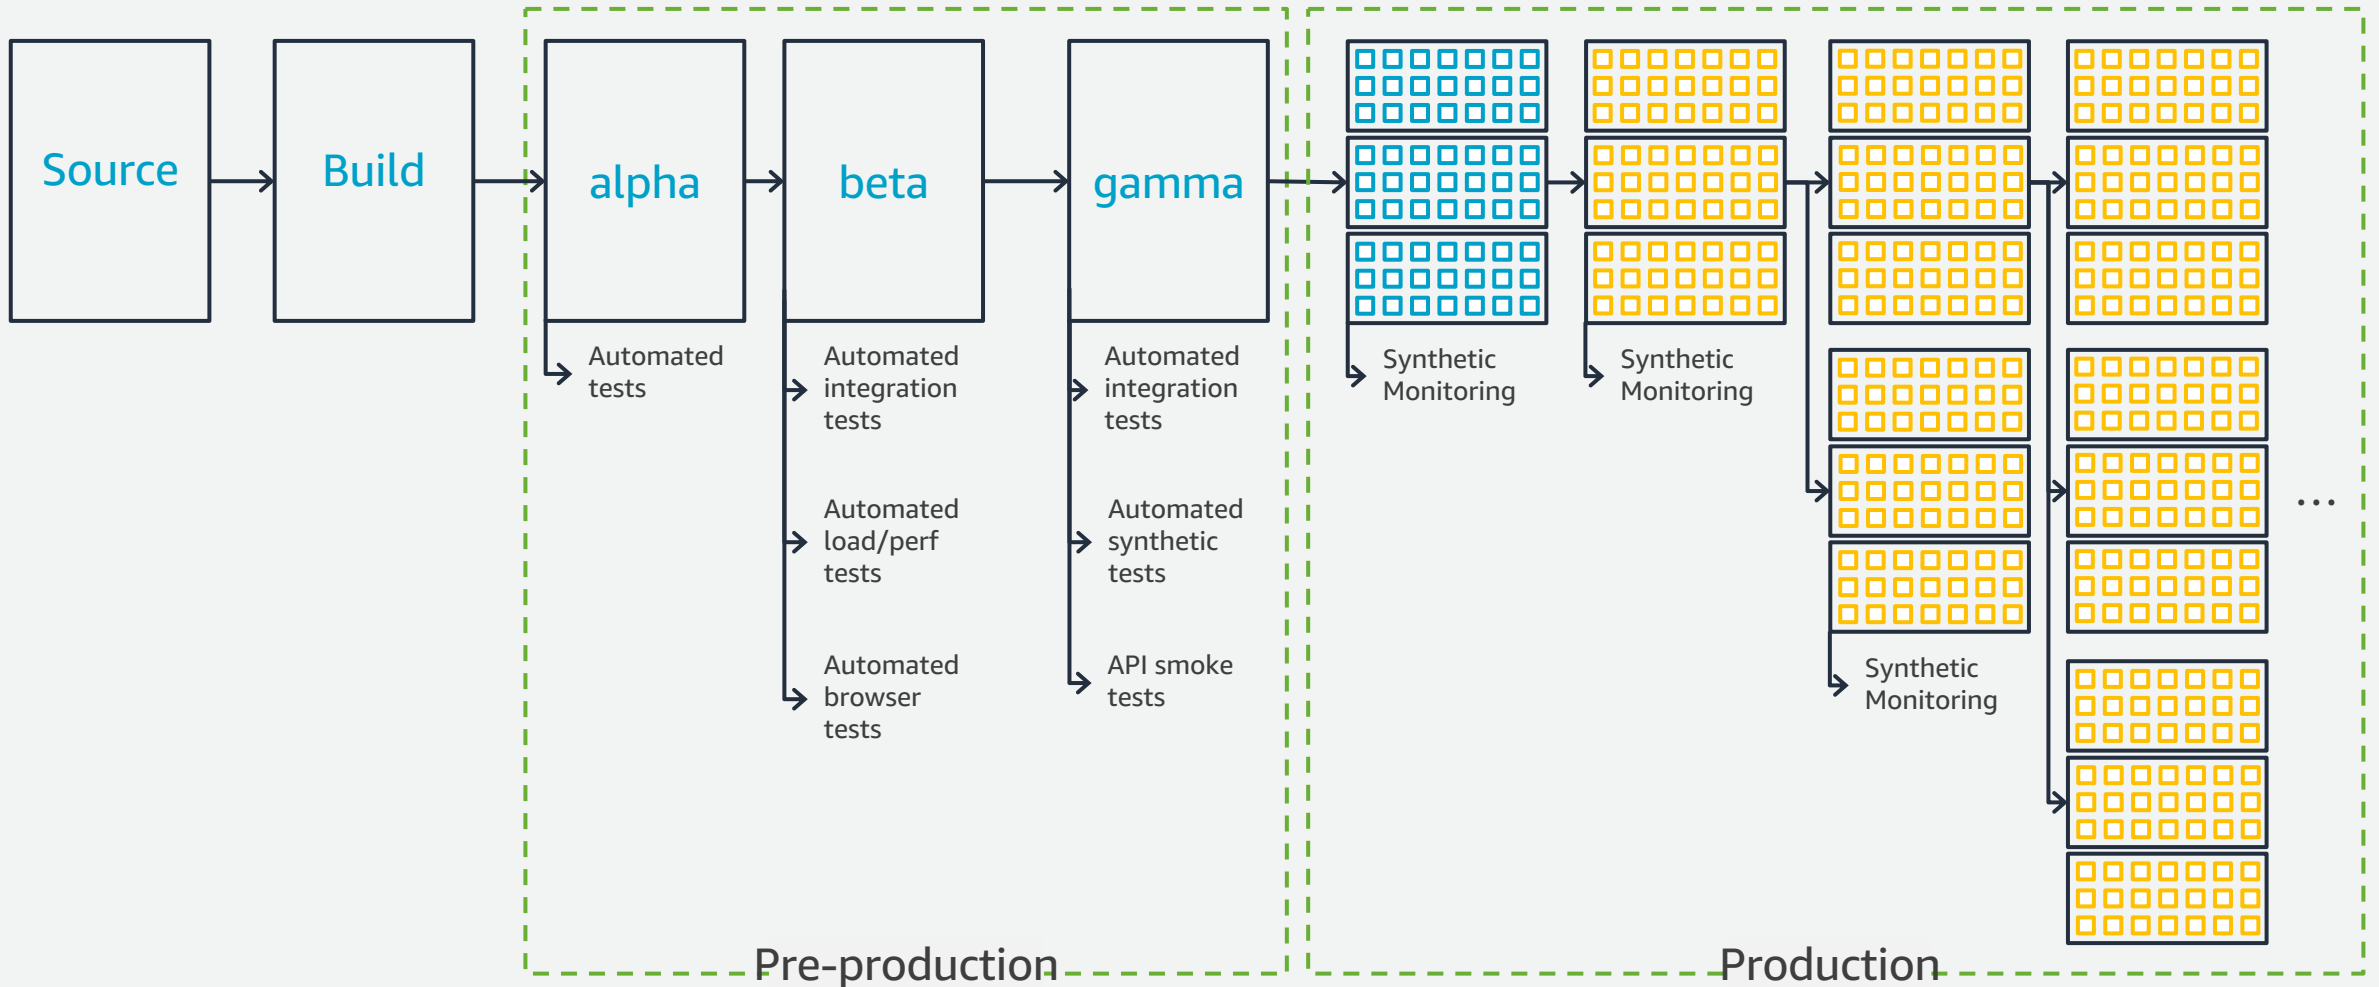 Source
Build
alpha
beta
gamma
Automated
tests
Automated
integration
tests
Automated
load/perf
tests
Automated
browser
tests
Automated
integration
tests
Automated
synthetic
tests
API smoke
tests
Synthetic
Monitoring
Synthetic
Monitoring
Synthetic
Monitoring
...
Pre-production
Production